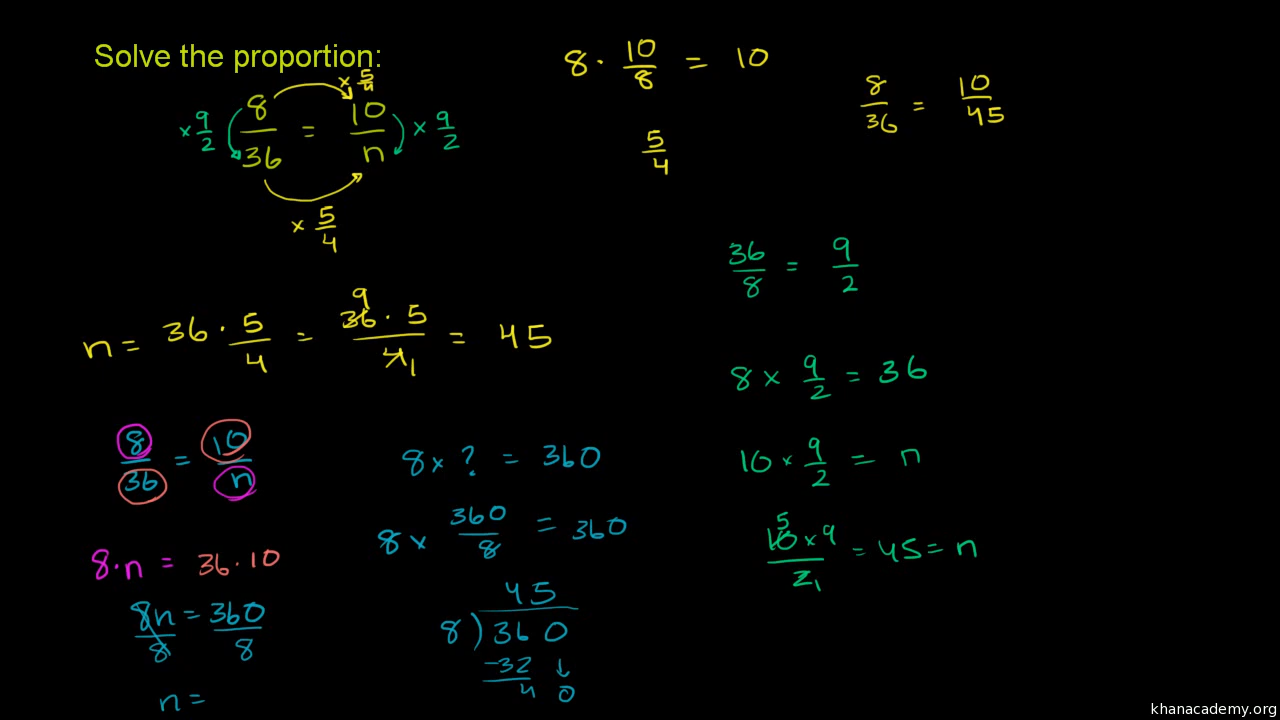 Solve the proportion:
8/36 = 10/n
× 5/4
× 9/2
× 9/2
× 5/4
8 · 10/8 = 10
5/4
8/36 = 10/45
n = 36 · 5/4 = 36 · 5/4 = 45
9
1
36/8 = 9/2
8 × 9/2 = 36
10 × 9/2 = n
5
10 × 9/2 = 45 = n
1
8/36 = 10/n
8 · n = 36 · 10
8n/8 = 360/8
n =
8 × ? = 360
8 × 360/8 = 360
45
8 ) 360
-32 ↓
4 0
khanacademy.org